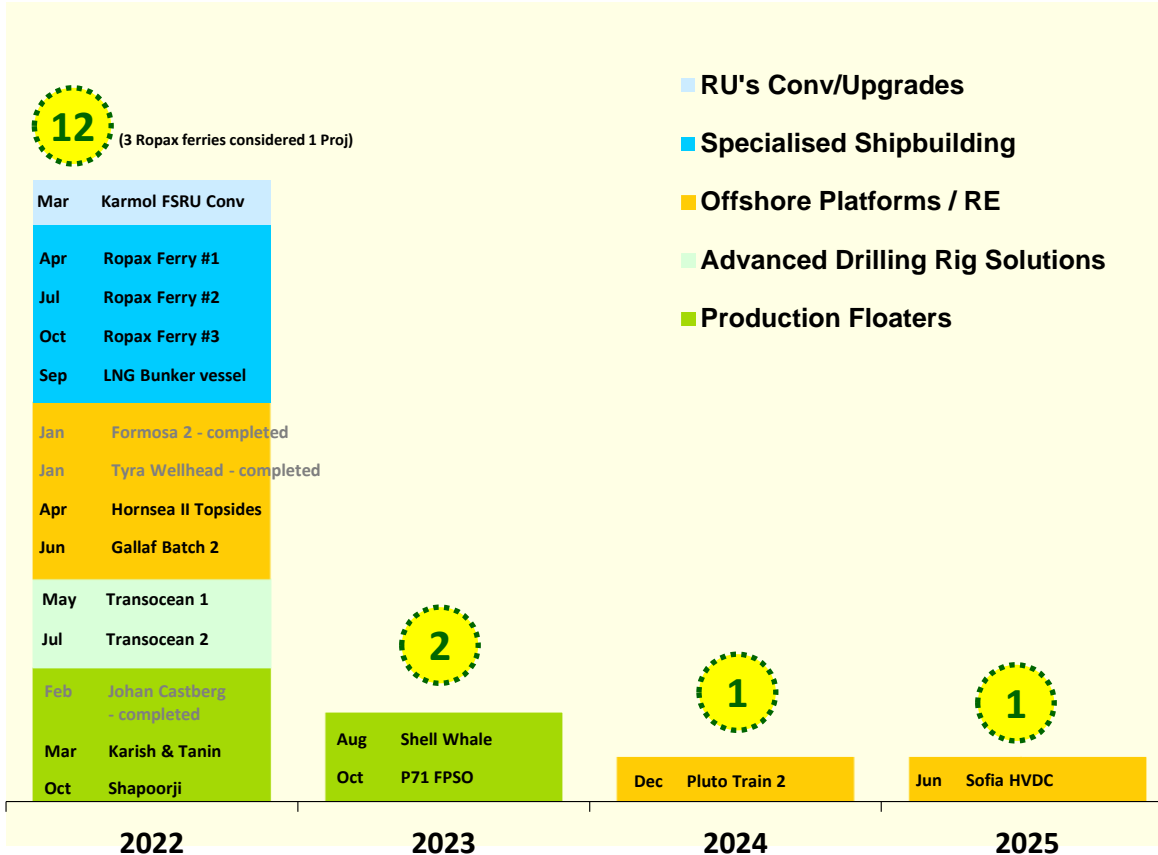 12
(3 Ropax ferries considered 1 Proj)
RU's Conv/Upgrades
Specialised Shipbuilding
Offshore Platforms / RE
Advanced Drilling Rig Solutions
Production Floaters
Mar Karmol FSRU Conv
Apr Ropax Ferry #1
Jul Ropax Ferry #2
Oct Ropax Ferry #3
Sep LNG Bunker vessel
Jan Formosa 2 - completed
Jan Tyra Wellhead - completed
Apr Hornsea II Topsides
Jun Gallaf Batch 2
May Transocean 1
Jul Transocean 2
Feb Johan Castberg
- completed
Mar Karish & Tanin
Oct Shapoorji
2
Aug Shell Whale
Oct P71 FPSO
1
Dec Pluto Train 2
1
Jun Sofia HVDC
2022 2023 2024 2025